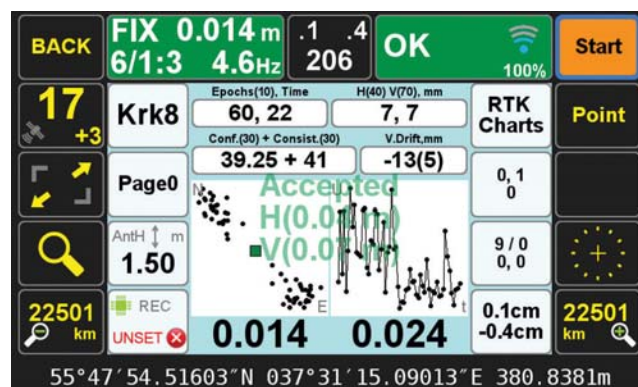 BACK
FIX 0.014 m
6/1:3 4.6Hz
.1 .4
206
OK
100%
Start
17
+3
Krk8
Epochs(10), Time
60, 22
H(40) V(70), mm
7, 7
RTK
Charts
Point
Conf.(30) + Consist.(30)
39.25 + 41
V.Drift,mm
-13(5)
Page0
N
U
Accepted
H(0.0
V(0.0
0, 1
0
AntH m
1.50
9 / 0
0, 0
E
t
22501
km
REC
UNSET
0.014
0.024
0.1cm
-0.4cm
22501
km
55°47′54.51603″N 037°31′15.09013″E 380.8381m